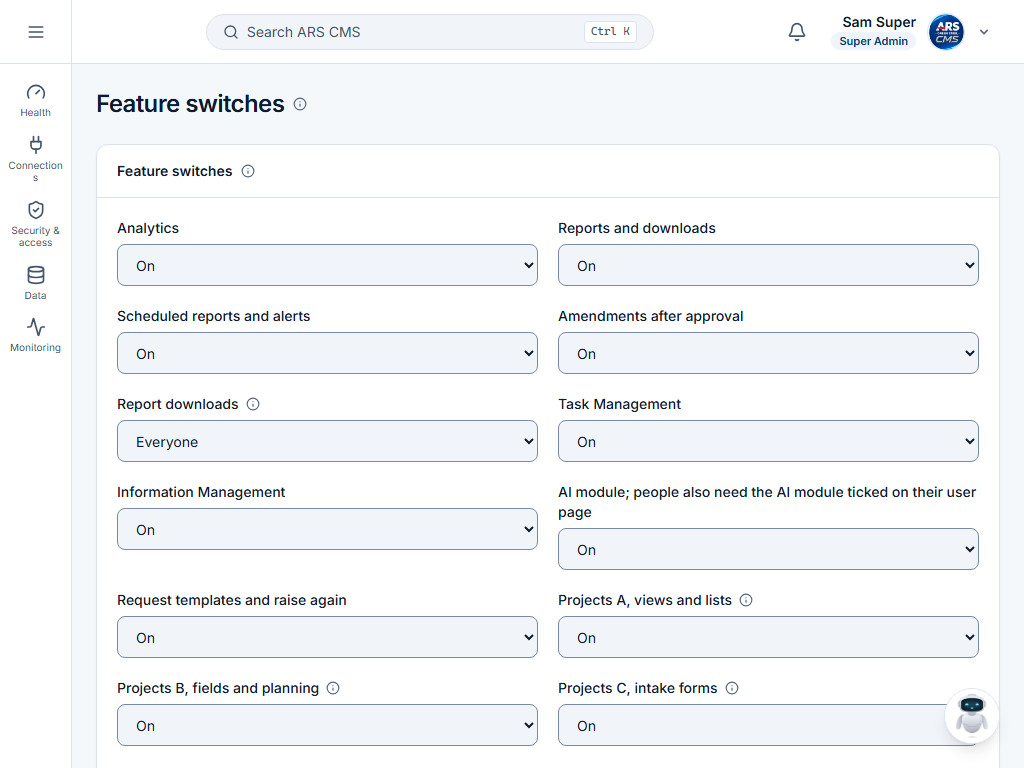 Search ARS CMS
Ctrl K
Sam Super
Super Admin
ARS
CMS
Health
Connection
s
Security &
access
Data
Monitoring
Feature switches
Feature switches
Analytics
On
Reports and downloads
On
Scheduled reports and alerts
On
Amendments after approval
On
Report downloads
Everyone
Task Management
On
Information Management
On
AI module; people also need the AI module ticked on their user
page
On
Request templates and raise again
On
Projects A, views and lists
On
Projects B, fields and planning
On
Projects C, intake forms
On